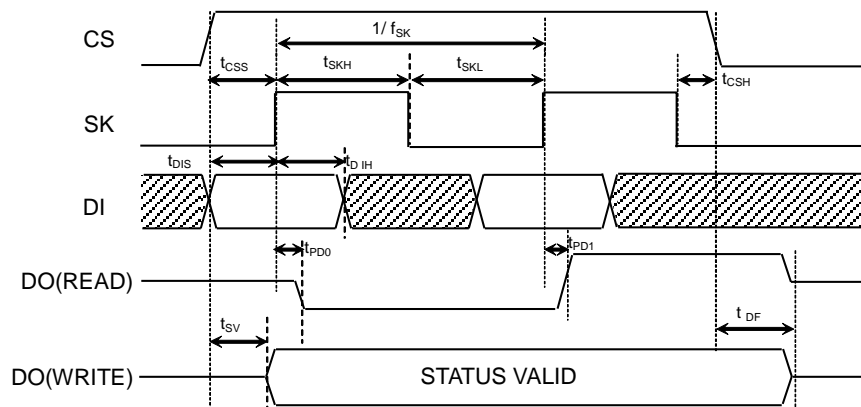 CS
1/ fSK
tCSS
tSKH
tSKL
tCSH
SK
tDIS
tD IH
DI
tPD0
tPD1
DO(READ)
tSV
t DF
DO(WRITE)
STATUS VALID